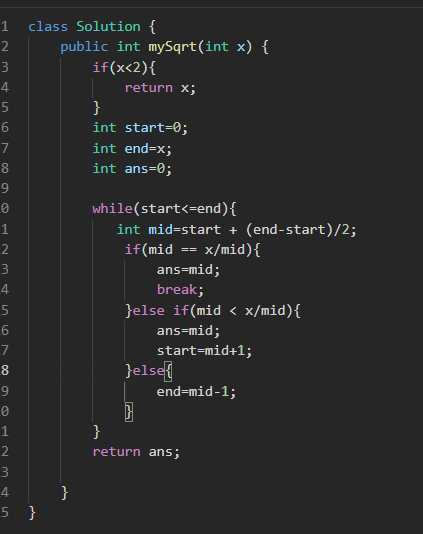 1 class Solution {
2     public int mySqrt(int x) {
3         if(x<2){
4             return x;
5         }
6         int start=0;
7         int end=x;
8         int ans=0;
9
0         while(start<=end){
1            int mid=start + (end-start)/2;
2             if(mid == x/mid){
3                 ans=mid;
4                 break;
5             }else if(mid < x/mid){
6                 ans=mid;
7                 start=mid+1;
8             }else{
9                 end=mid-1;
0             }
1         }
2         return ans;
3
4     }
5 }